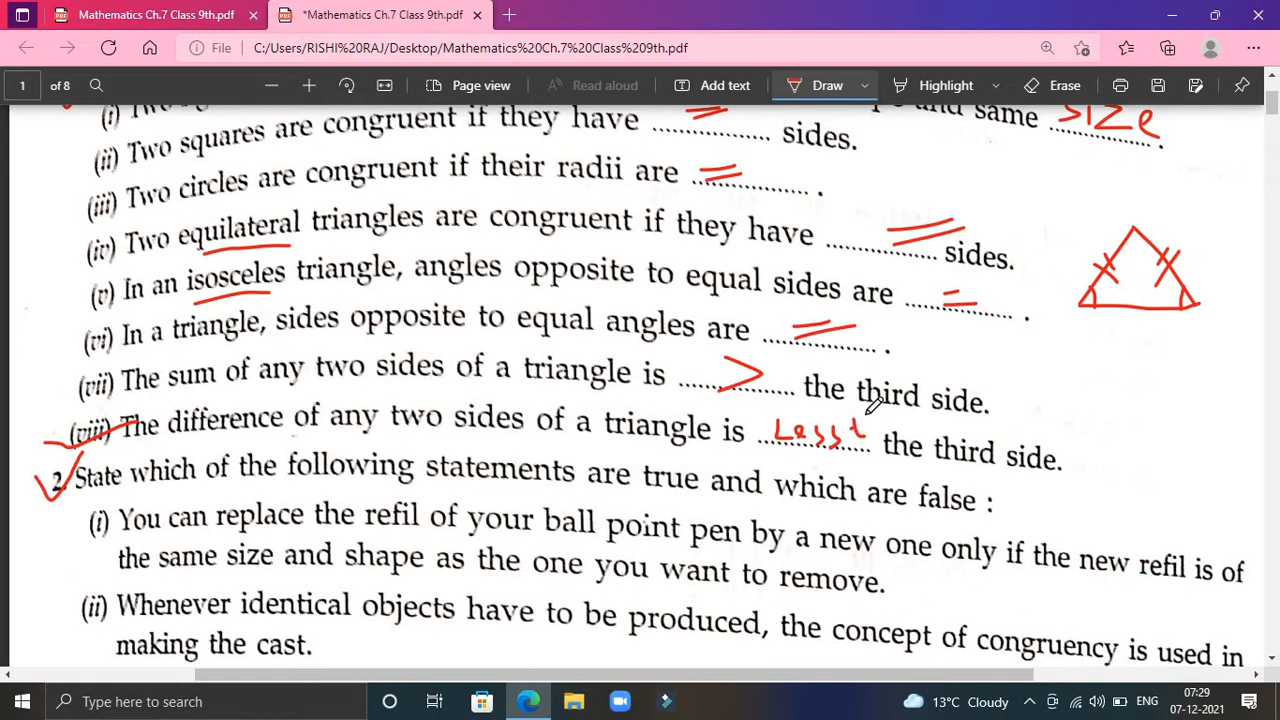 Mathematics Ch.7 Class 9th.pdf
*Mathematics Ch.7 Class 9th.pdf
File C:/Users/RISHI%20RAJ/Desktop/Mathematics%20Ch.7%20Class%209th.pdf
1 of 8 Page view Read aloud Add text Draw Highlight Erase
(i) Two and same size.
(ii) Two squares are congruent if they have = sides.
(iii) Two circles are congruent if their radii are = .
(iv) Two equilateral triangles are congruent if they have = sides.
(v) In an isosceles triangle, angles opposite to equal sides are = .
(vi) In a triangle, sides opposite to equal angles are = .
(vii) The sum of any two sides of a triangle is > the third side.
(viii) The difference of any two sides of a triangle is Less t the third side.
2. State which of the following statements are true and which are false :
(i) You can replace the refil of your ball point pen by a new one only if the new refil is of
the same size and shape as the one you want to remove.
(ii) Whenever identical objects have to be produced, the concept of congruency is used in
making the cast.
Type here to search 13°C Cloudy ENG 07:29
07-12-2021